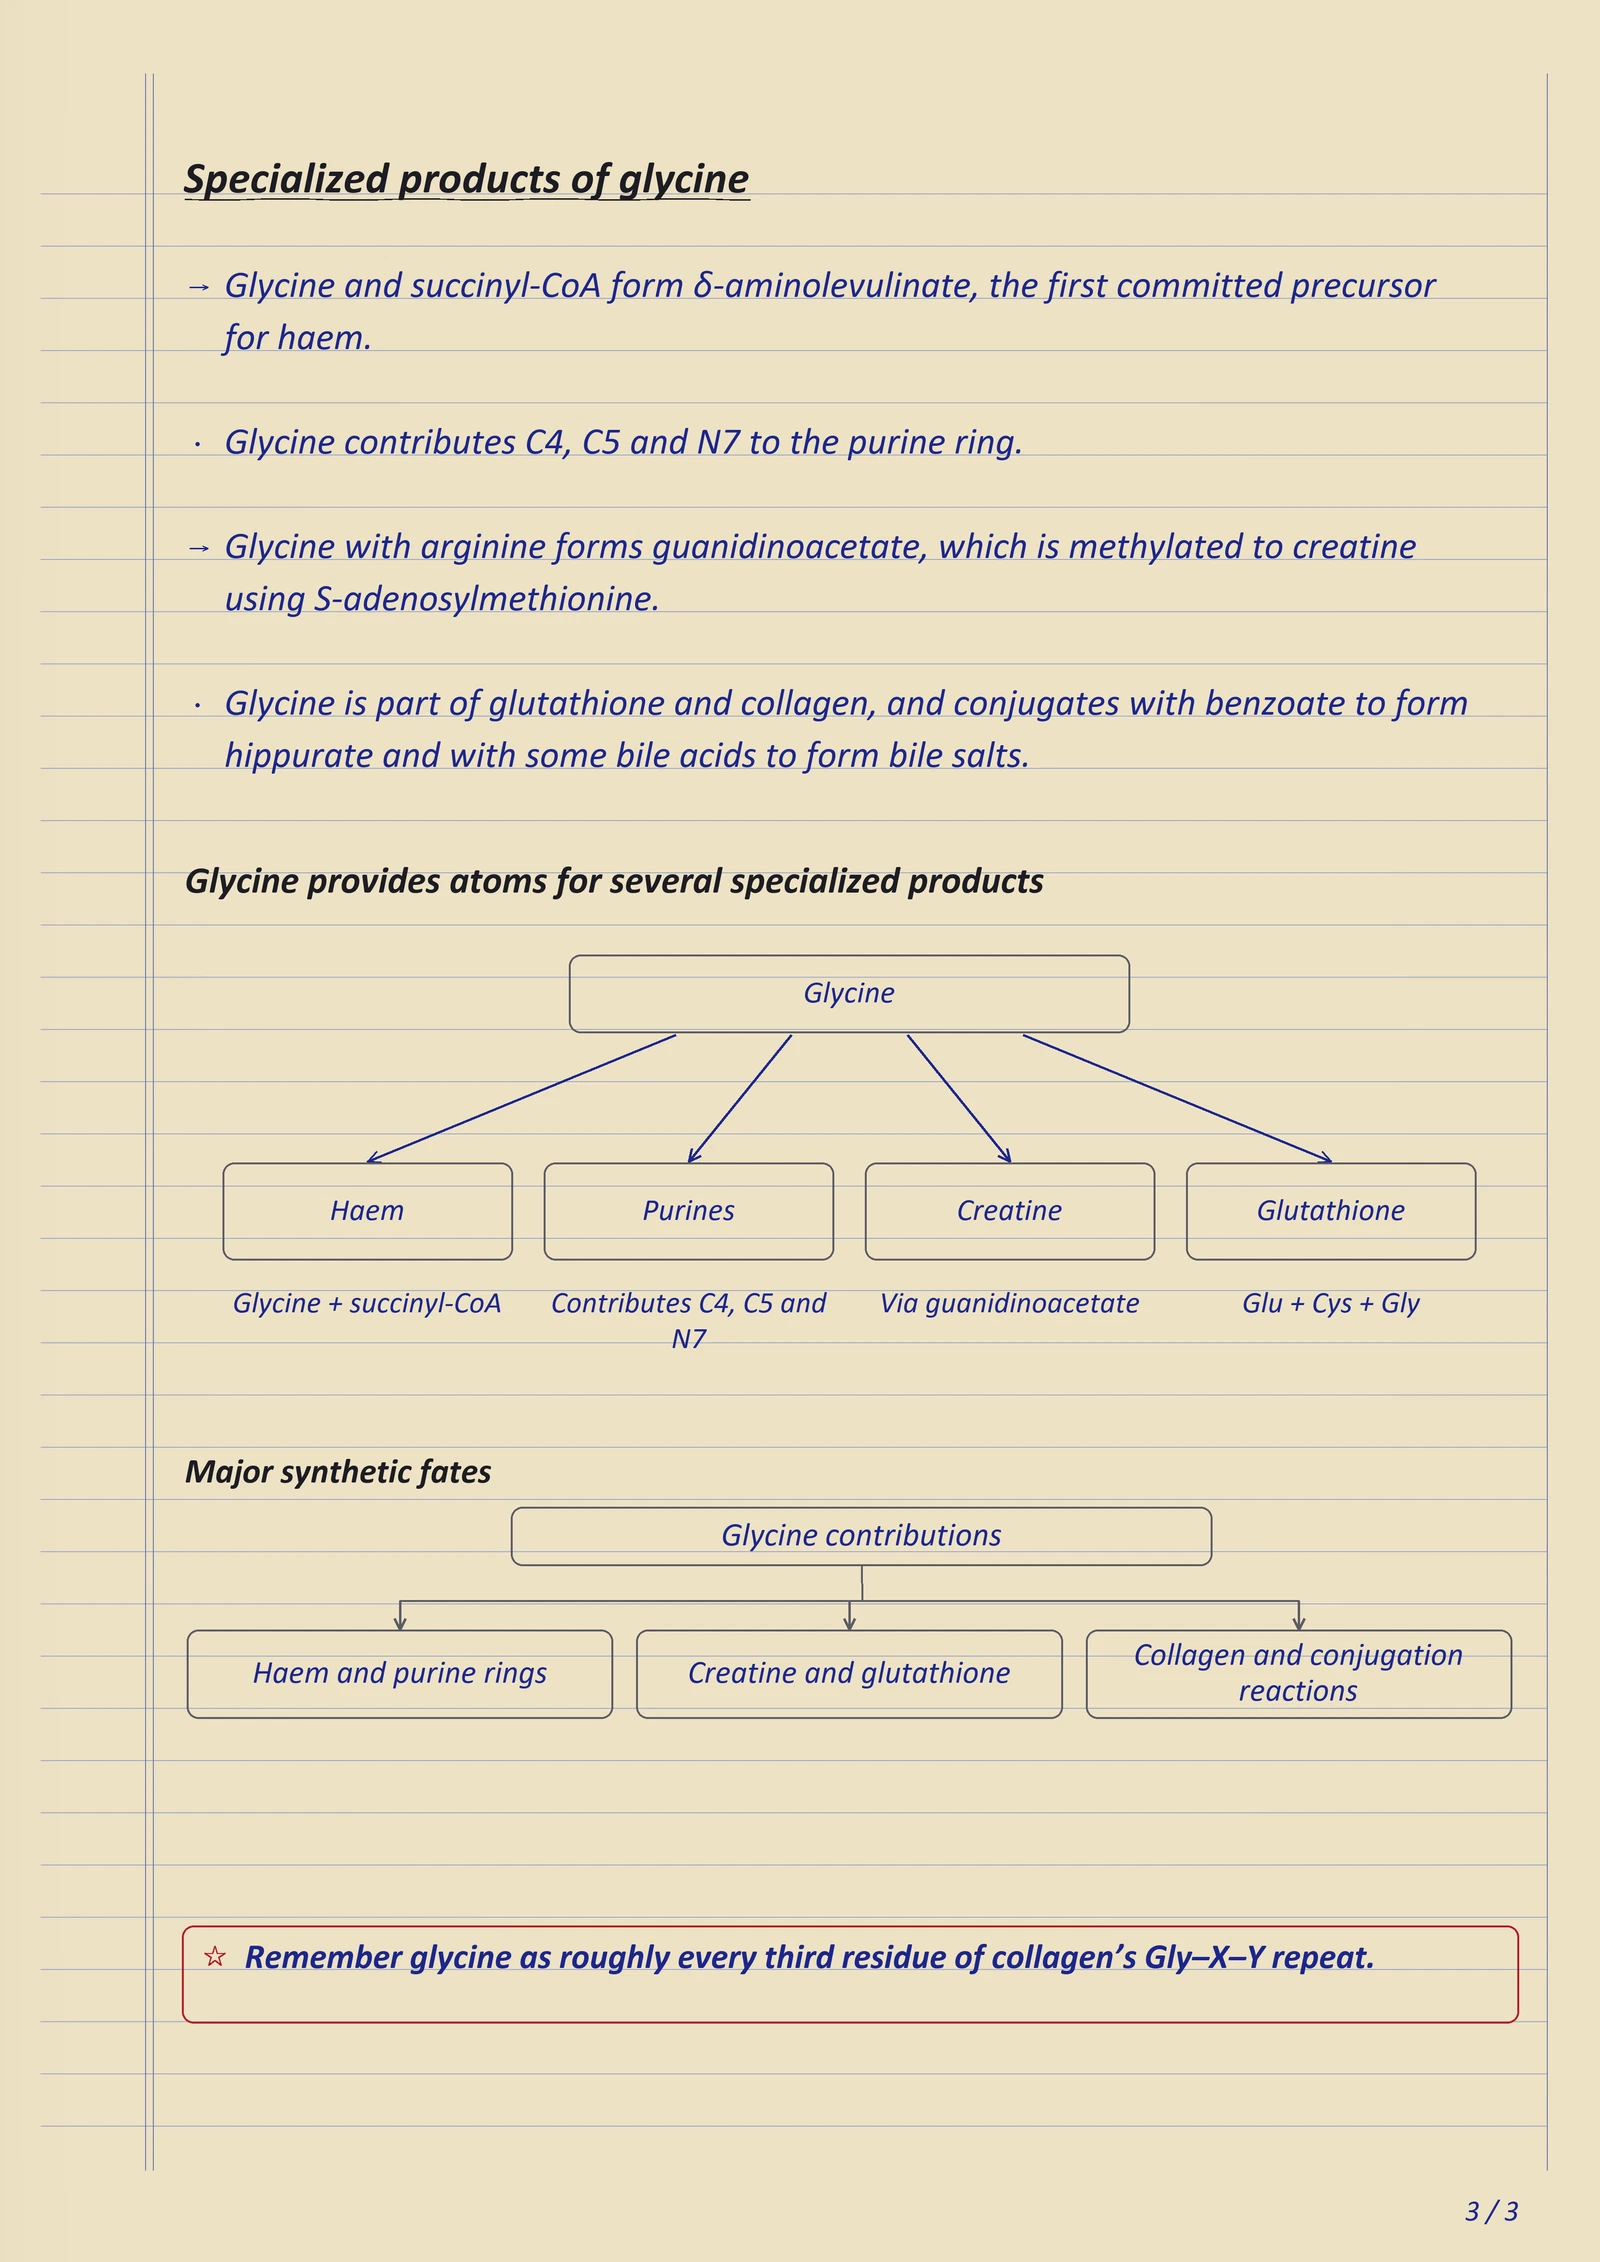 Specialized products of glycine
→ Glycine and succinyl-CoA form δ-aminolevulinate, the first committed precursor
for haem.
· Glycine contributes C4, C5 and N7 to the purine ring.
→ Glycine with arginine forms guanidinoacetate, which is methylated to creatine
using S-adenosylmethionine.
· Glycine is part of glutathione and collagen, and conjugates with benzoate to form
hippurate and with some bile acids to form bile salts.
Glycine provides atoms for several specialized products
Glycine
Haem
Purines
Creatine
Glutathione
Glycine + succinyl-CoA
Contributes C4, C5 and
N7
Via guanidinoacetate
Glu + Cys + Gly
Major synthetic fates
Glycine contributions
Haem and purine rings
Creatine and glutathione
Collagen and conjugation
reactions
☆ Remember glycine as roughly every third residue of collagen’s Gly–X–Y repeat.
3 / 3